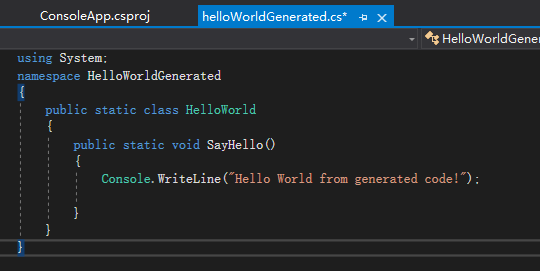 ConsoleApp.csproj
helloWorldGenerated.cs*
HelloWorldGener
using System;
namespace HelloWorldGenerated
{
public static class HelloWorld
{
public static void SayHello()
{
Console.WriteLine("Hello World from generated code!");
}
}
}